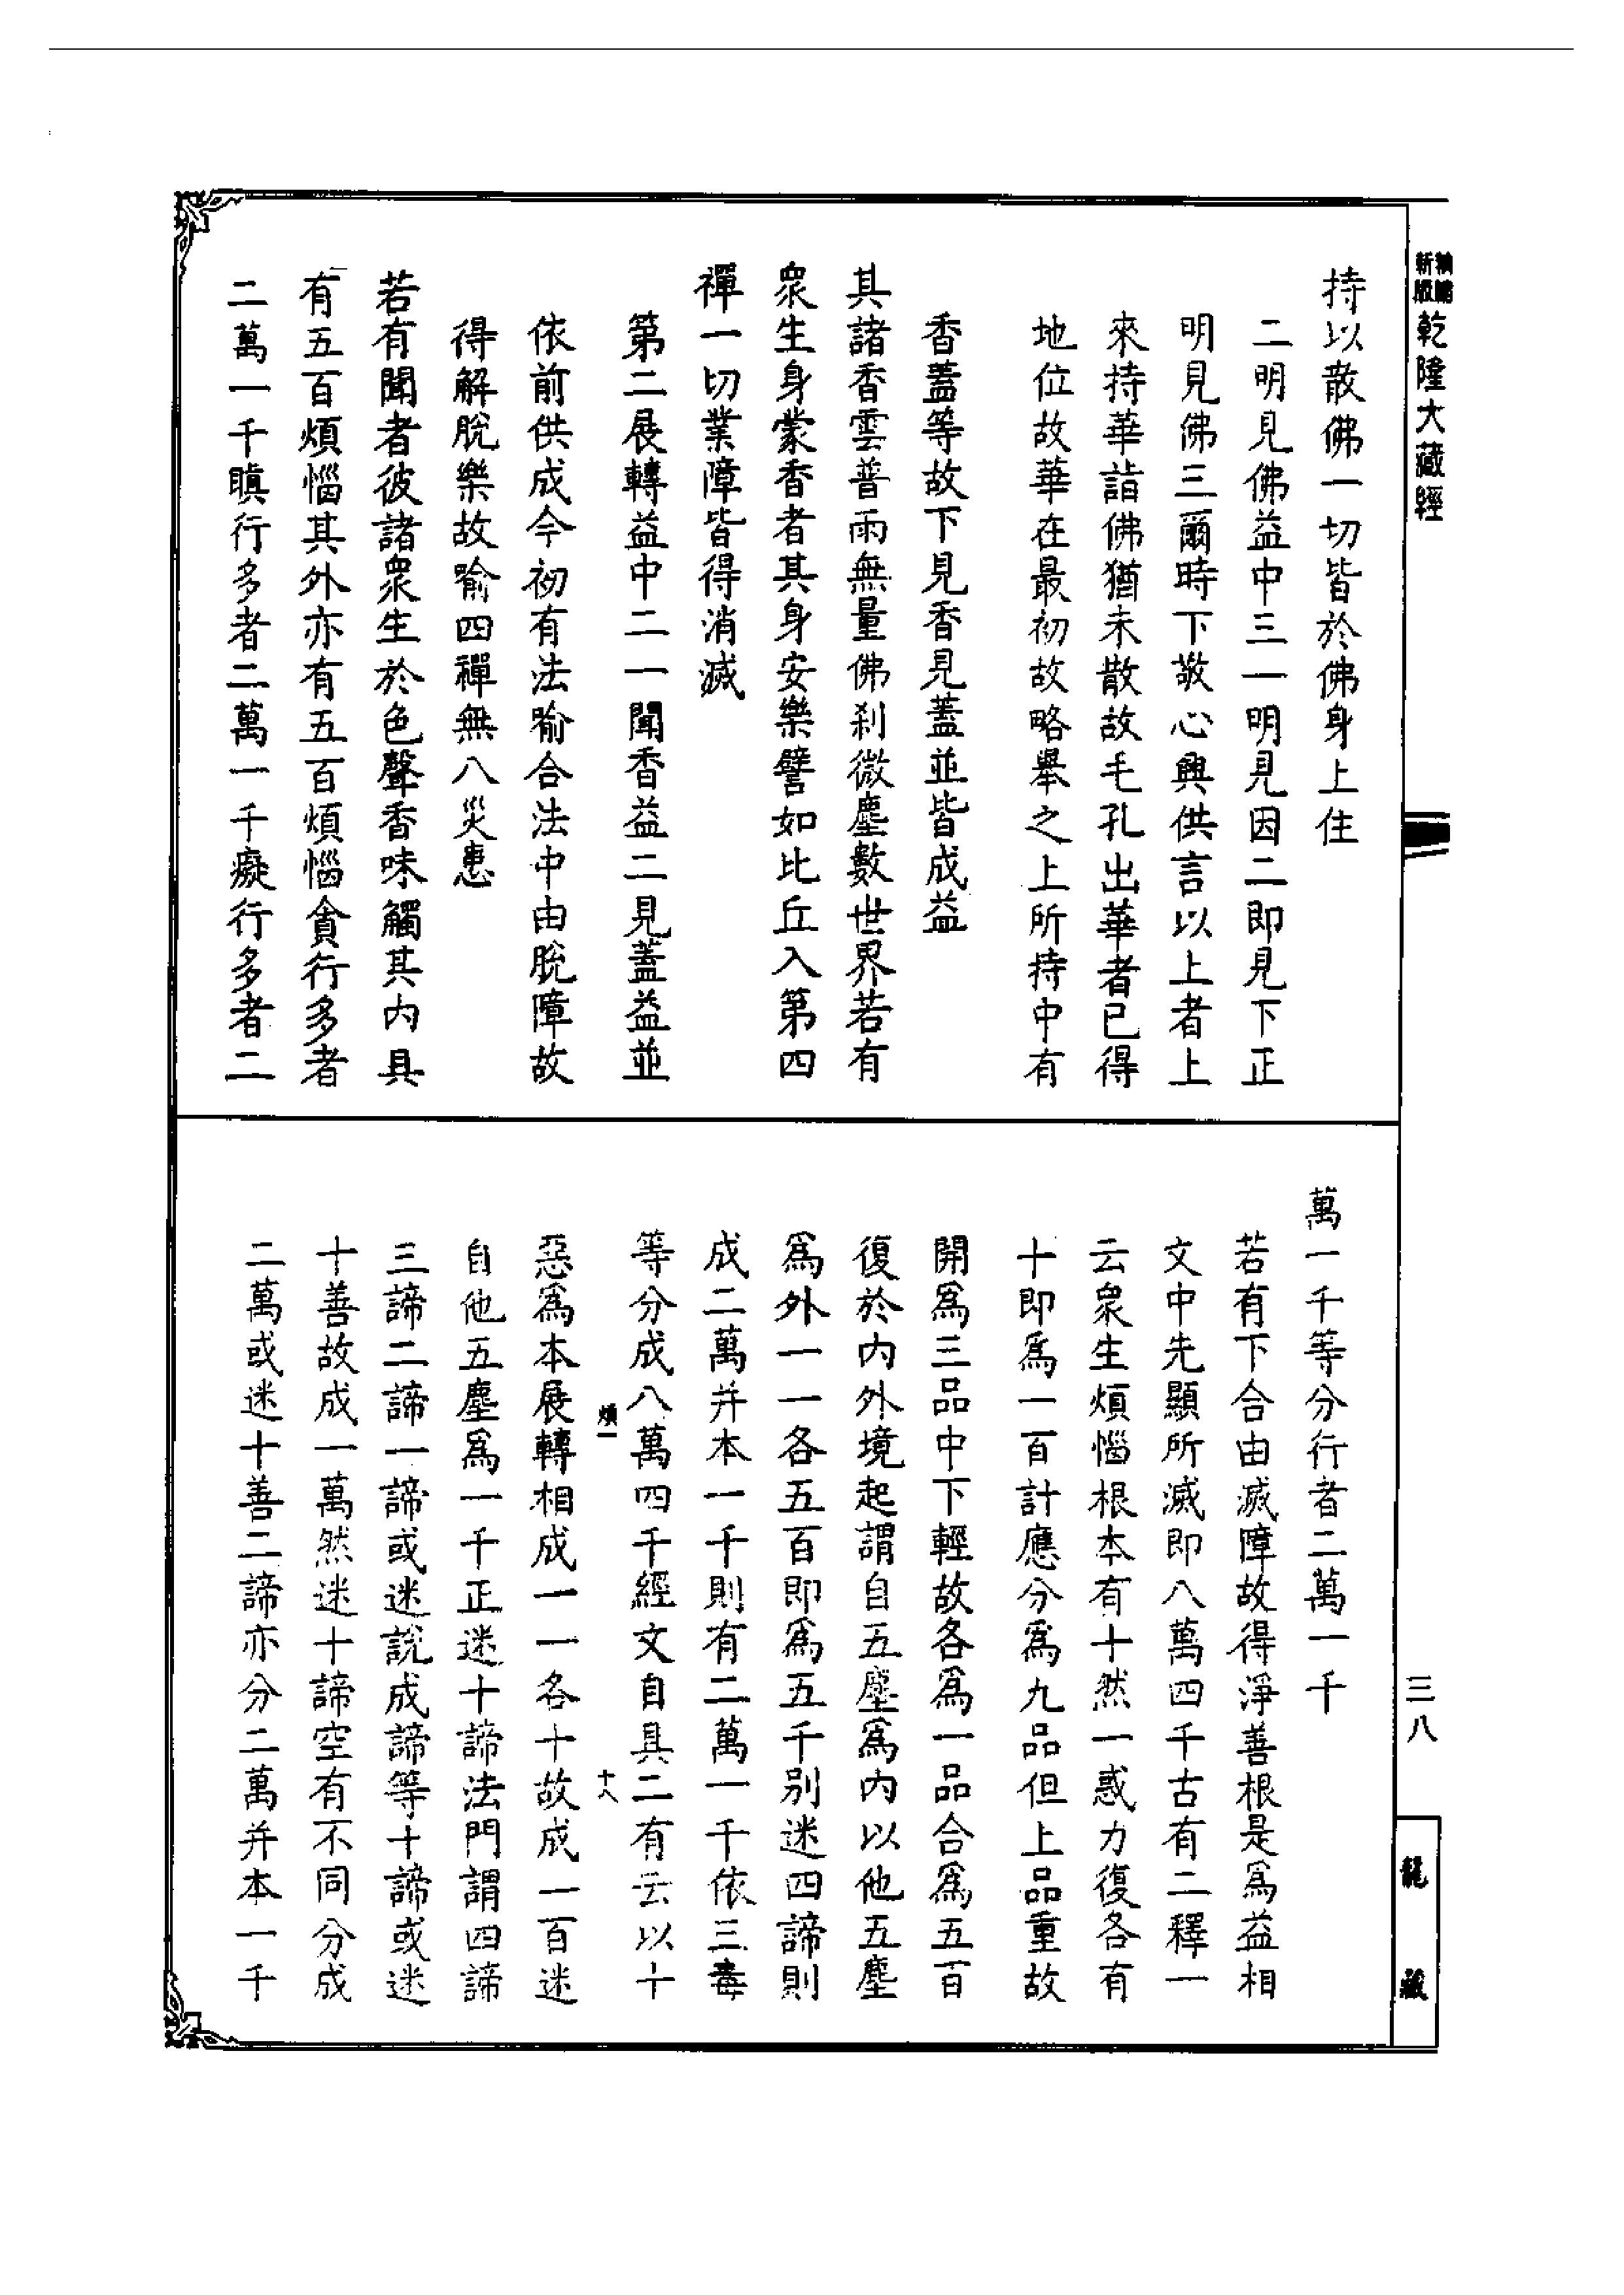 乾隆大藏經
持以散佛一切皆於佛身上住
二明見佛益中三一明見因二即見下正
明見佛三爾時下敬心興供言以上者上
來持華詣佛猶未散故毛孔出華者已得
地位故華在最初故略舉之上所持中有
香蓋等故下見香見蓋並皆成益
其諸香雲普雨無量佛刹微塵數世界若有
衆生身蒙香者其身安樂譬如比丘入第四
禪一切業障皆得消滅
第二展轉益中二一聞香益二見蓋益並
依前供成今初有法喻合法中由脫障故
得解脫樂故喻四禪無八災患
若有聞者彼諸衆生於色聲香味觸其内具
有五百煩惱其外亦有五百煩惱貪行多者
二萬一千瞋行多者二萬一千癡行多者二
萬一千等分行者二萬一千
若有下合由滅障故得淨善根是爲益相
文中先顯所滅即八萬四千古有二釋一
云衆生煩惱根本有十然一惑力復各有
十即爲一百計應分爲九品但上品重故
開爲三品中下輕故各爲一品合爲五百
復於内外境起謂自五塵爲内以他五塵
爲外一一各五百即爲五千別迷四諦則
成二萬并本一千則有二萬一千依三毒
等分成八萬四千經文自具二有云以十
煩一
十八
惡爲本展轉相成一一各十故成一百迷
自他五塵爲一千正迷十諦法門謂四諦
三諦二諦一諦或迷說成諦等十諦或迷
十善故成一萬然迷十諦空有不同分成
二萬或迷十善二諦亦分二萬并本一千
三八
龍藏